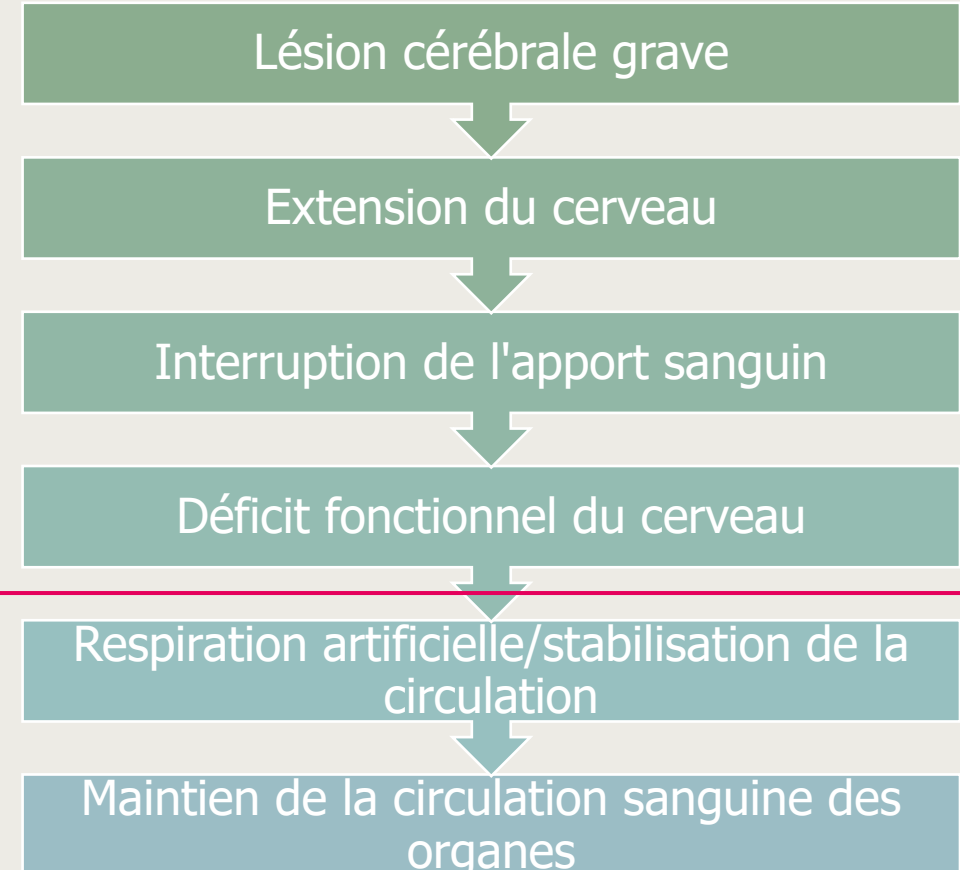 Lésion cérébrale grave
Extension du cerveau
Interruption de l'apport sanguin
Déficit fonctionnel du cerveau
Respiration artificielle/stabilisation de la
circulation
Maintien de la circulation sanguine des
organes